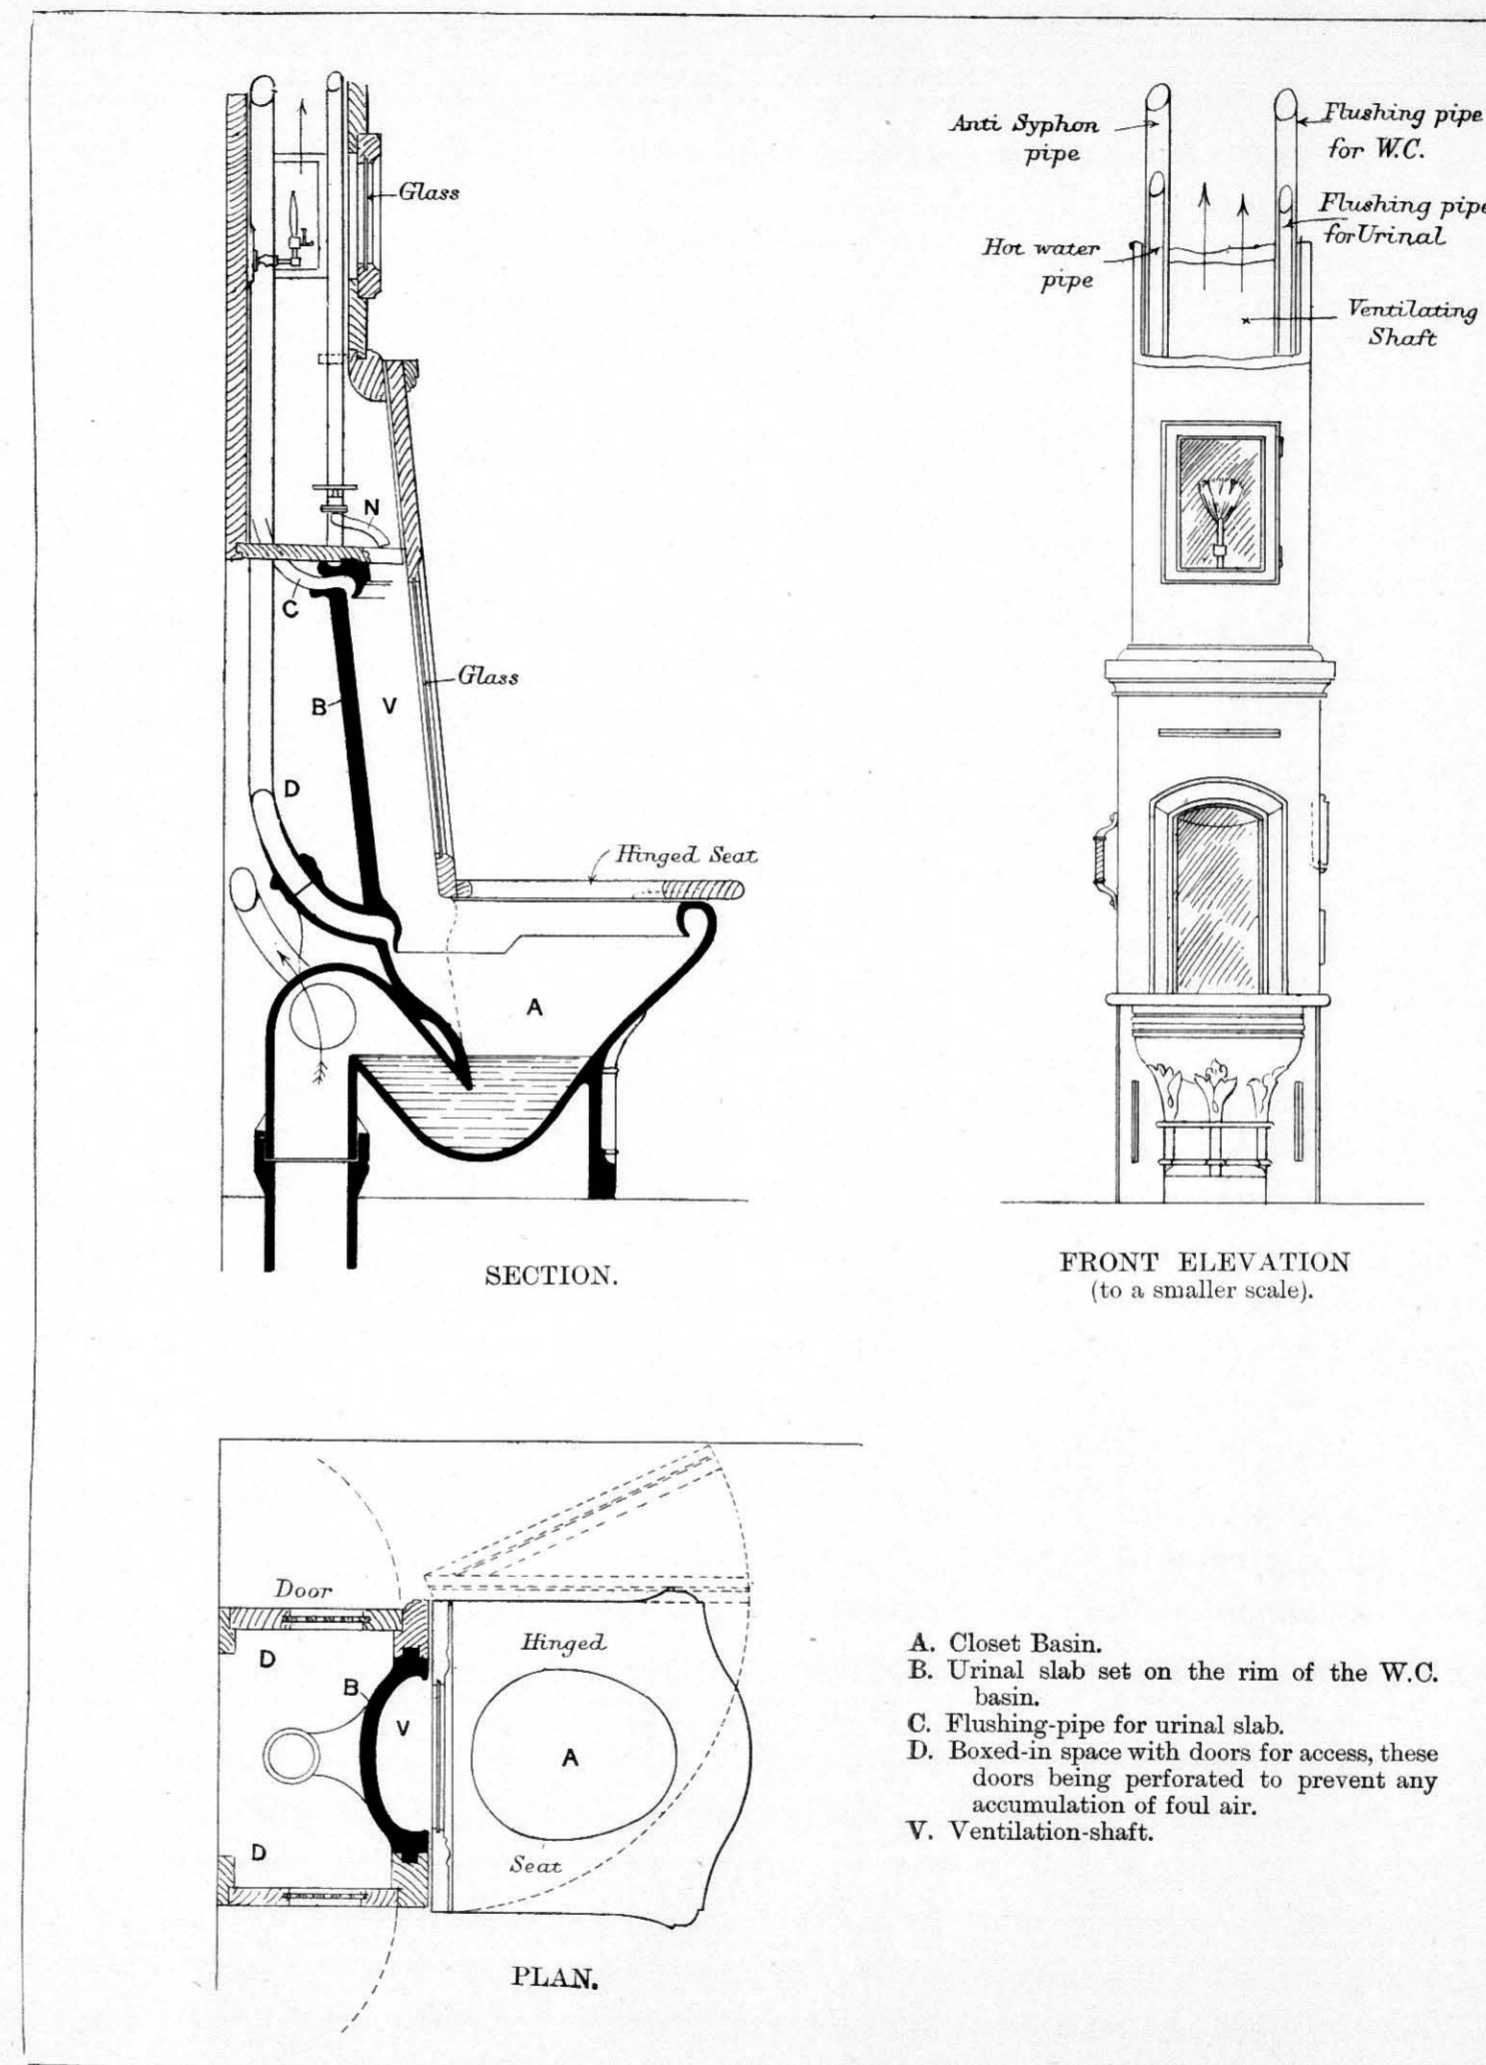 Glass
N
C
Glass
B
V
D
Hinged Seat
A
SECTION.
Anti Syphon
pipe
Flushing pipe
for W.C.
Flushing pipe
for Urinal
Hot water
pipe
Ventilating
Shaft
FRONT ELEVATION
(to a smaller scale).
Door
D
B
V
D
Hinged
A
Seat
PLAN.
A. Closet Basin.
B. Urinal slab set on the rim of the W.C.
basin.
C. Flushing-pipe for urinal slab.
D. Boxed-in space with doors for access, these
doors being perforated to prevent any
accumulation of foul air.
V. Ventilation-shaft.